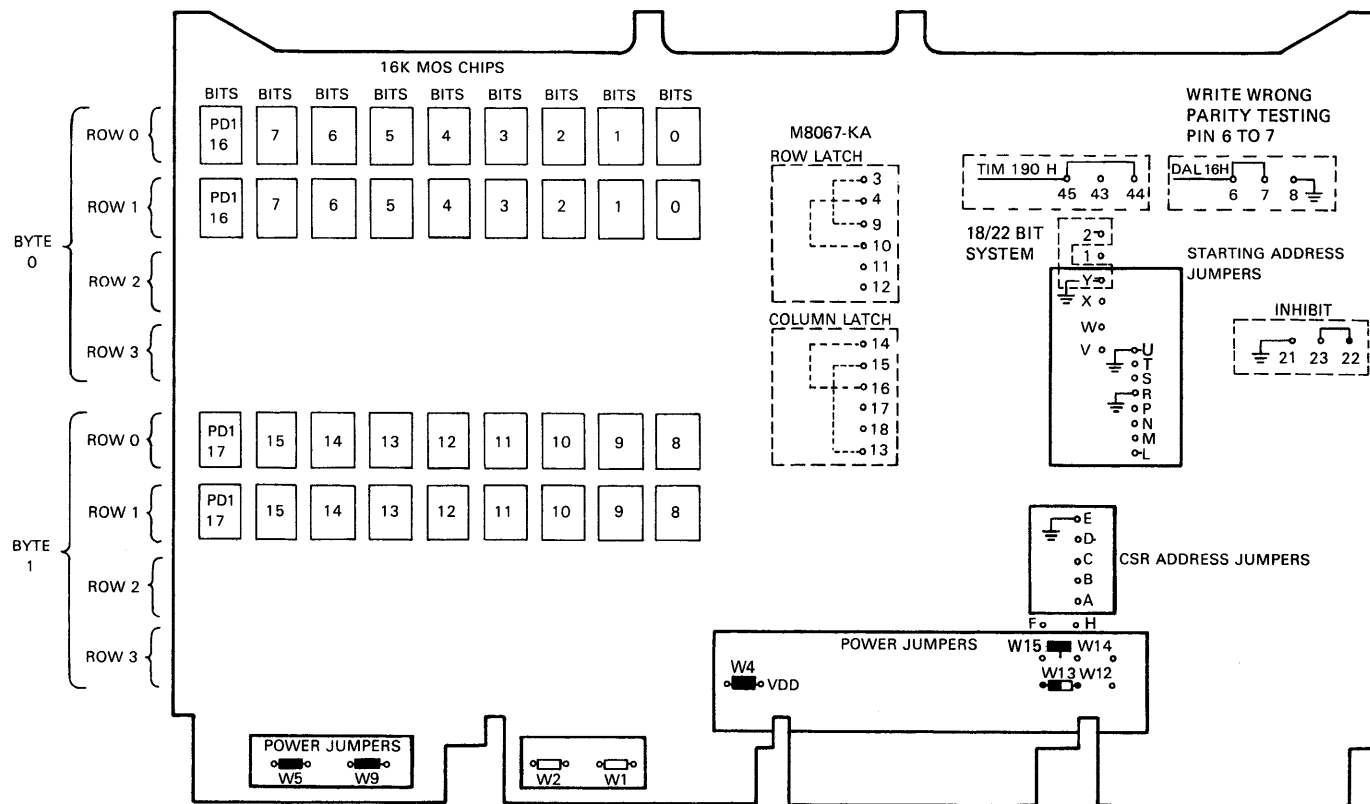 16K MOS CHIPS
BITS BITS BITS BITS BITS BITS BITS BITS BITS
BYTE 0
ROW 0
PD1 16 7 6 5 4 3 2 1 0
ROW 1
PD1 16 7 6 5 4 3 2 1 0
ROW 2
ROW 3
BYTE 1
ROW 0
PD1 17 15 14 13 12 11 10 9 8
ROW 1
PD1 17 15 14 13 12 11 10 9 8
ROW 2
ROW 3
M8067-KA
ROW LATCH
3
4
9
10
11
12
COLUMN LATCH
14
15
16
17
18
13
TIM 190 H
45 43 44
WRITE WRONG
PARITY TESTING
PIN 6 TO 7
DAL 16H
6 7 8
18/22 BIT
SYSTEM
2
1
Y
X
W
V
U
T
S
R
P
N
M
L
STARTING ADDRESS
JUMPERS
INHIBIT
21 23 22
E
D
C
B
A
CSR ADDRESS JUMPERS
F H
POWER JUMPERS
W15 W14
W13 W12
W4
VDD
POWER JUMPERS
W5 W9
W2 W1